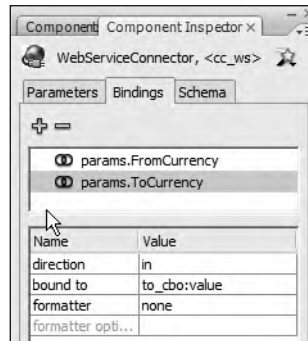 Component Component Inspector ×
WebServiceConnector, <cc_ws>
Parameters Bindings Schema
params.FromCurrency
params.ToCurrency
Name Value
direction in
bound to to_cbo:value
formatter none
formatter opti...